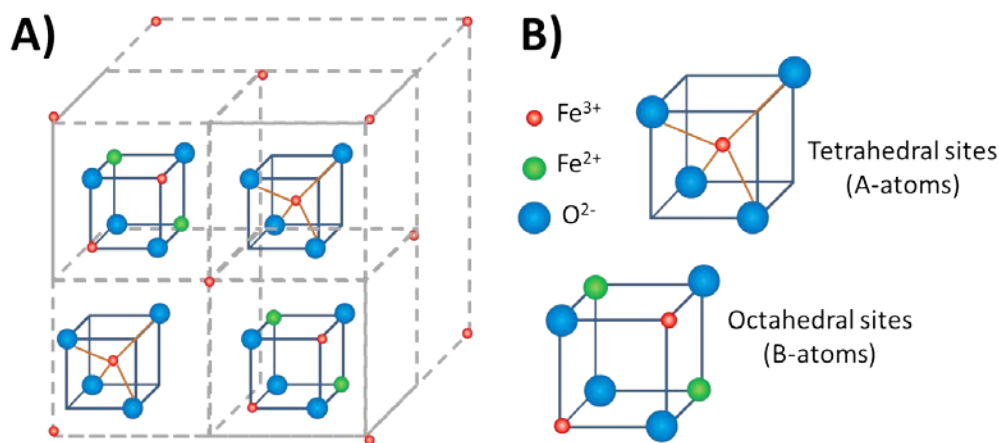 A)
B)
Fe³⁺
Fe²⁺
O²⁻
Tetrahedral sites
(A-atoms)
Octahedral sites
(B-atoms)